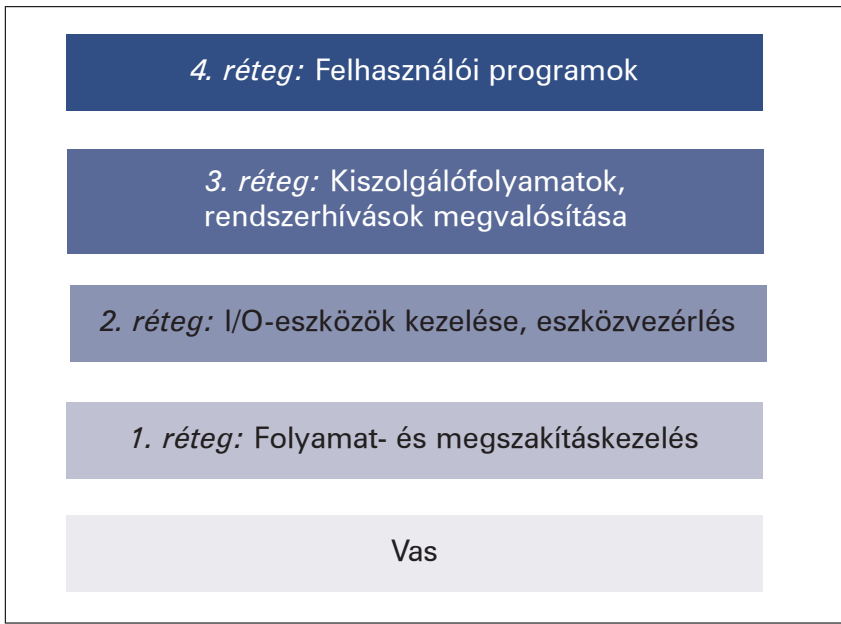 4. réteg: Felhasználói programok
3. réteg: Kiszolgálófolyamatok,
rendszerhívások megvalósítása
2. réteg: I/O-eszközök kezelése, eszközvezérlés
1. réteg: Folyamat- és megszakításkezelés
Vas